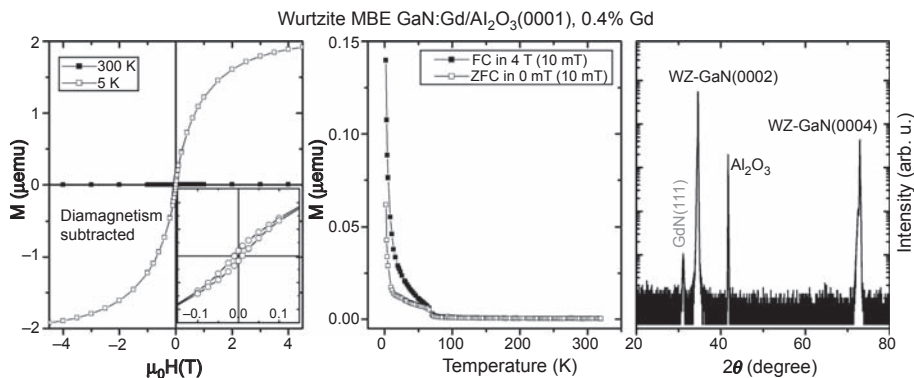 Wurtzite MBE GaN:Gd/Al₂O₃(0001), 0.4% Gd
2
1
0
−1
−2
M (µemu)
300 K
5 K
Diamagnetism
subtracted
−0.1 0.0 0.1
−4 −2 0 2 4
µ₀H(T)
0.15
0.10
0.05
0.00
M (µemu)
FC in 4 T (10 mT)
ZFC in 0 mT (10 mT)
0 100 200 300
Temperature (K)
WZ-GaN(0002)
WZ-GaN(0004)
Al₂O₃
GdN(111)
Intensity (arb. u.)
20 40 60 80
2θ (degree)